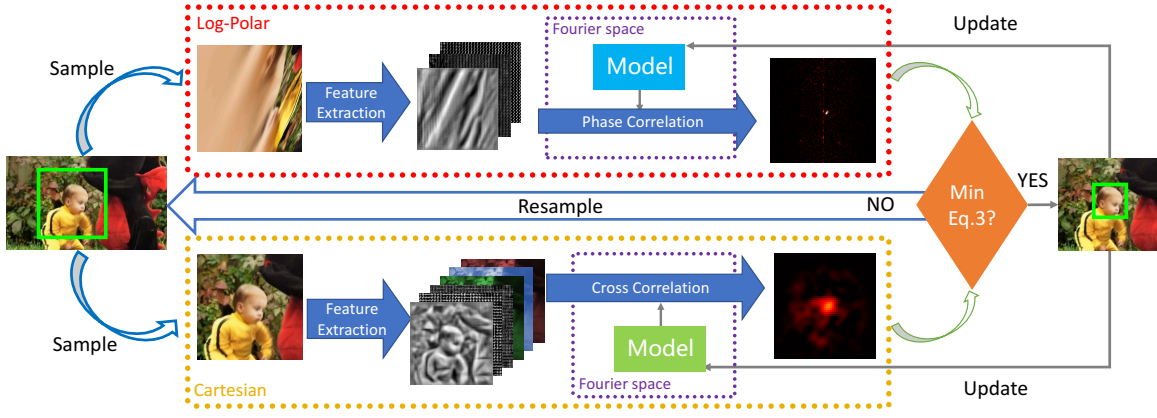 Log-Polar
Fourier space
Update
Sample
Model
Feature
Extraction
Phase Correlation
Min
Eq.3?
YES
NO
Resample
Feature
Extraction
Cross Correlation
Sample
Model
Cartesian
Fourier space
Update